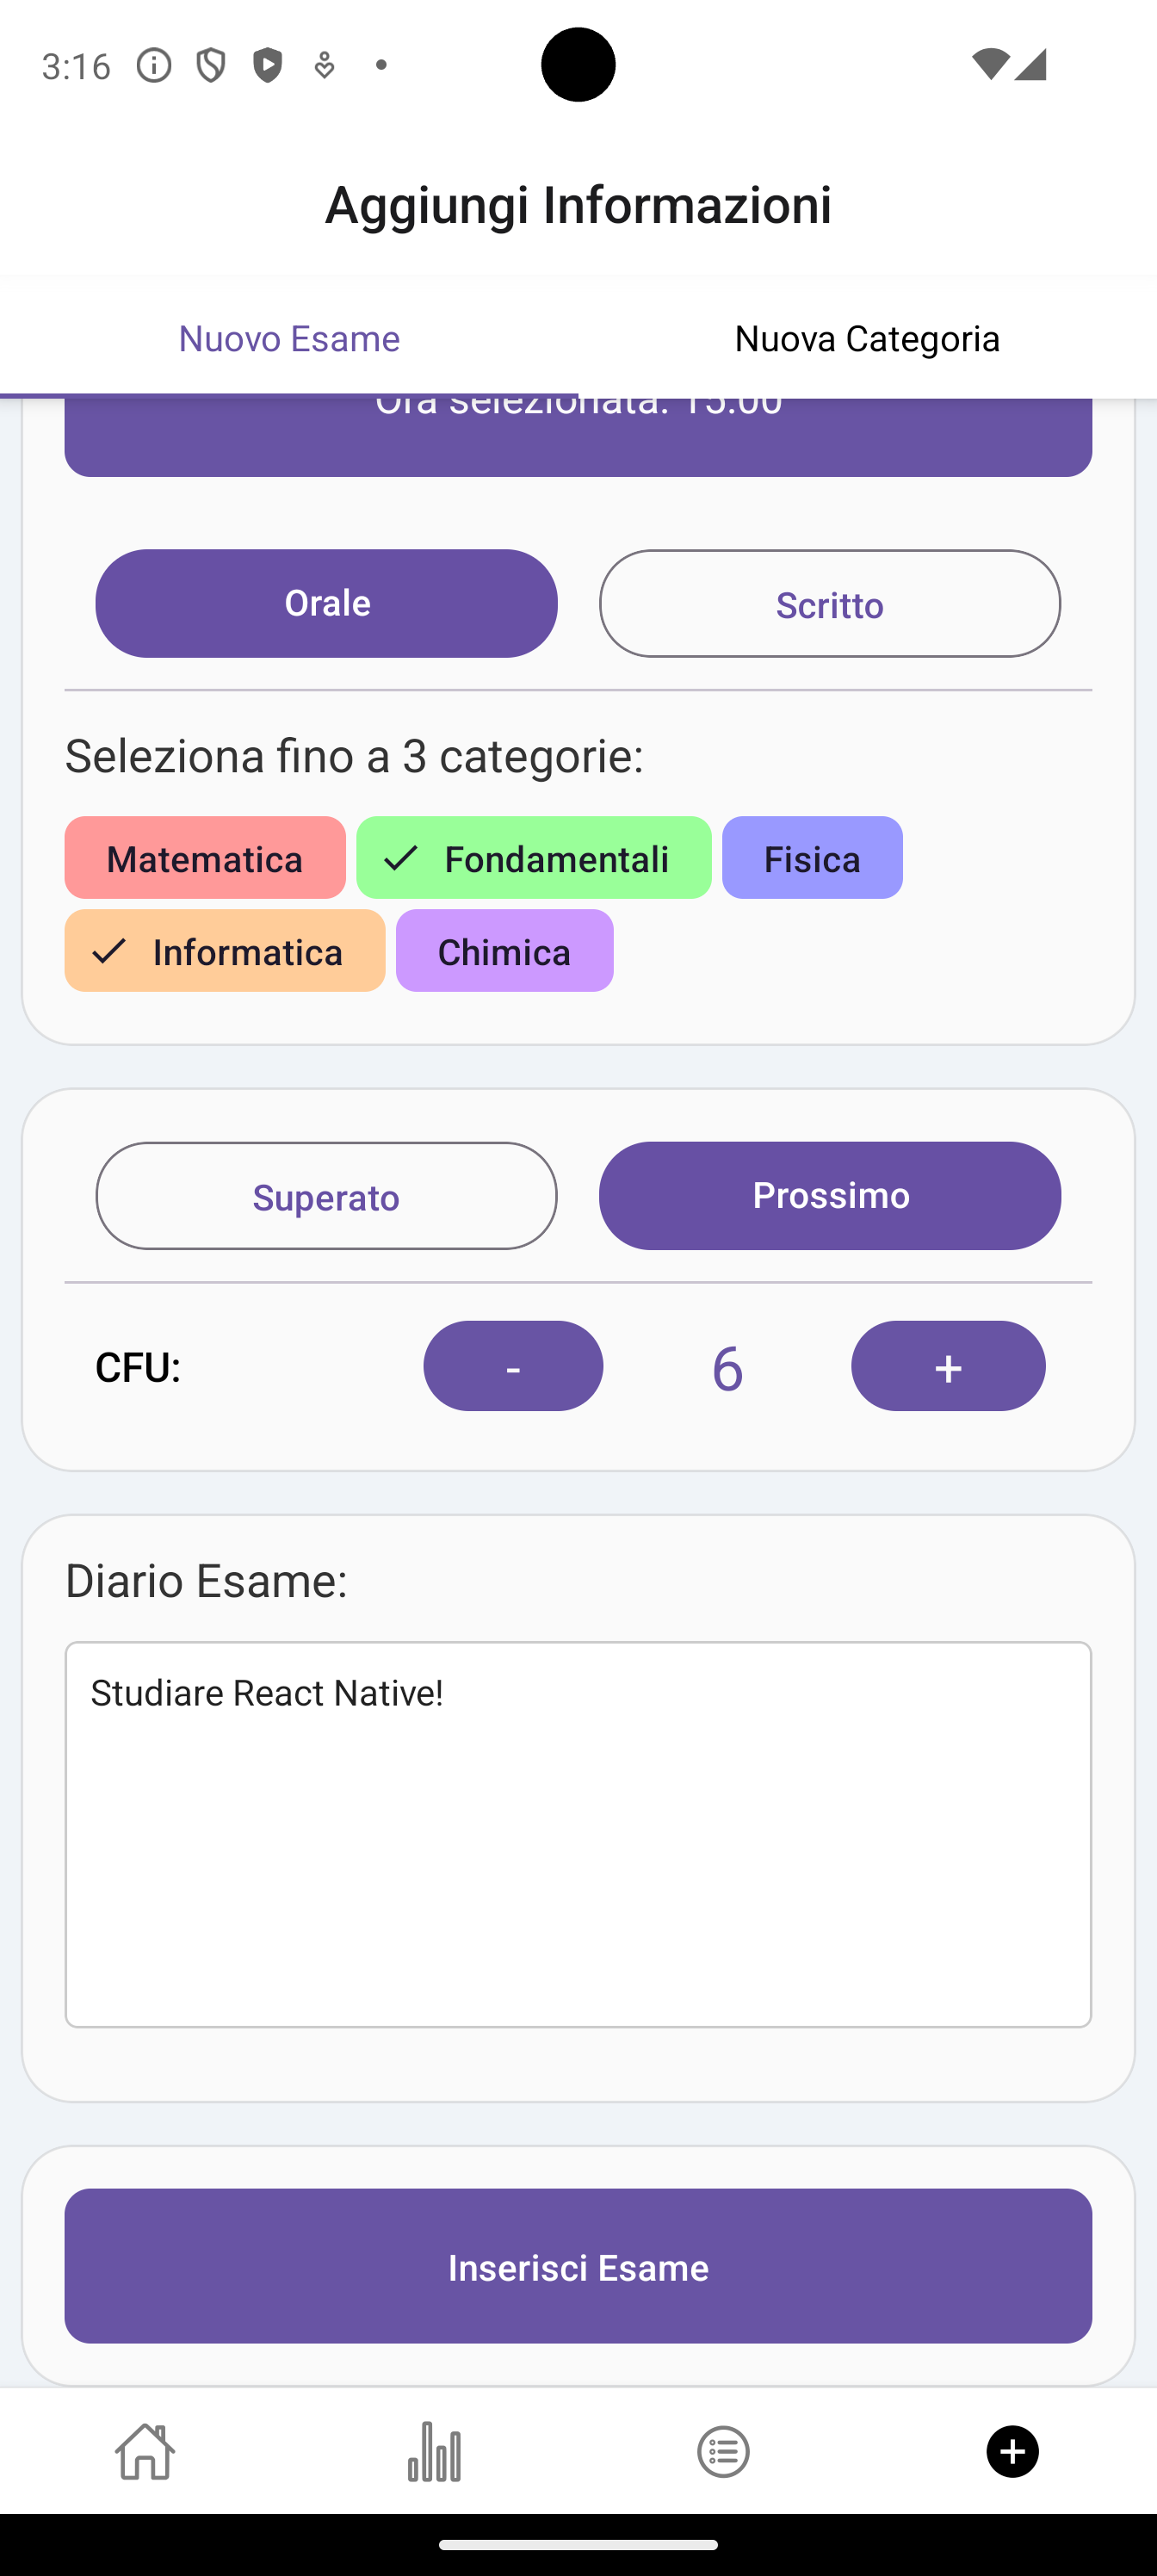 3:16
Aggiungi Informazioni
Nuovo Esame Nuova Categoria
Ora selezionata: 15:00
Orale Scritto
Seleziona fino a 3 categorie:
Matematica Fondamentali Fisica
Informatica Chimica
Superato Prossimo
CFU: - 6 +
Diario Esame:
Studiare React Native!
Inserisci Esame